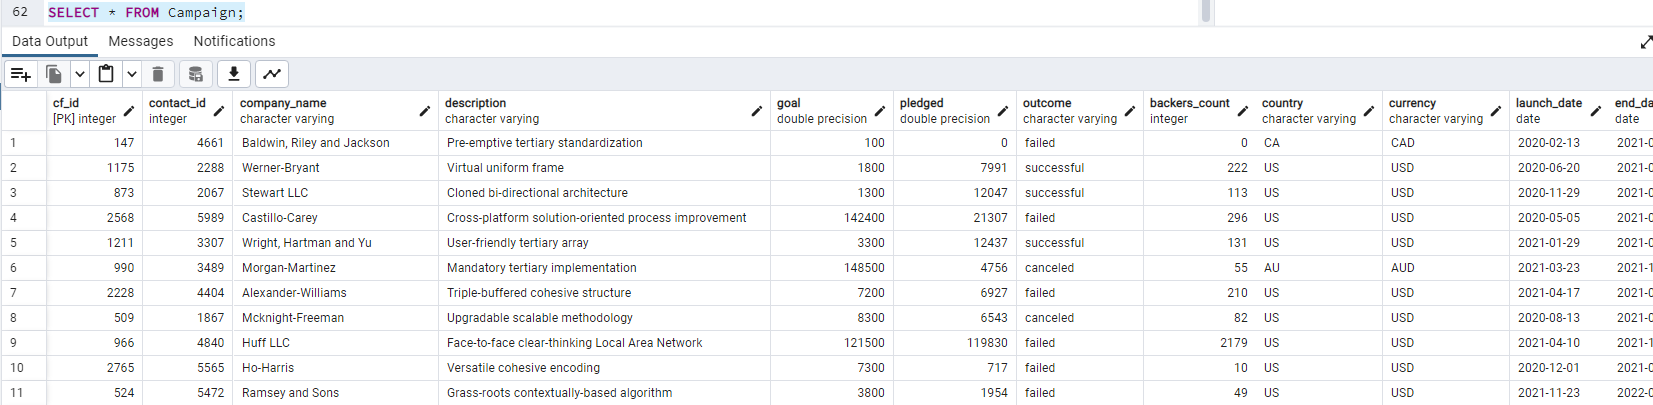 62 SELECT * FROM Campaign;
Data Output Messages Notifications
cf_id contact_id company_name description goal pledged outcome backers_count country currency launch_date end_da
[PK] integer integer character varying character varying double precision double precision character varying integer character varying character varying date date
1 147 4661 Baldwin, Riley and Jackson Pre-emptive tertiary standardization 100 0 failed 0 CA CAD 2020-02-13 2021-0
2 1175 2288 Werner-Bryant Virtual uniform frame 1800 7991 successful 222 US USD 2020-06-20 2021-0
3 873 2067 Stewart LLC Cloned bi-directional architecture 1300 12047 successful 113 US USD 2020-11-29 2021-0
4 2568 5989 Castillo-Carey Cross-platform solution-oriented process improvement 142400 21307 failed 296 US USD 2020-05-05 2021-0
5 1211 3307 Wright, Hartman and Yu User-friendly tertiary array 3300 12437 successful 131 US USD 2021-01-29 2021-0
6 990 3489 Morgan-Martinez Mandatory tertiary implementation 148500 4756 canceled 55 AU AUD 2021-03-23 2021-1
7 2228 4404 Alexander-Williams Triple-buffered cohesive structure 7200 6927 failed 210 US USD 2021-04-17 2021-0
8 509 1867 Mcknight-Freeman Upgradable scalable methodology 8300 6543 canceled 82 US USD 2020-08-13 2021-0
9 966 4840 Huff LLC Face-to-face clear-thinking Local Area Network 121500 119830 failed 2179 US USD 2021-04-10 2021-0
10 2765 5565 Ho-Harris Versatile cohesive encoding 7300 717 failed 10 US USD 2020-12-01 2021-0
11 524 5472 Ramsey and Sons Grass-roots contextually-based algorithm 3800 1954 failed 49 US USD 2021-11-23 2022-0